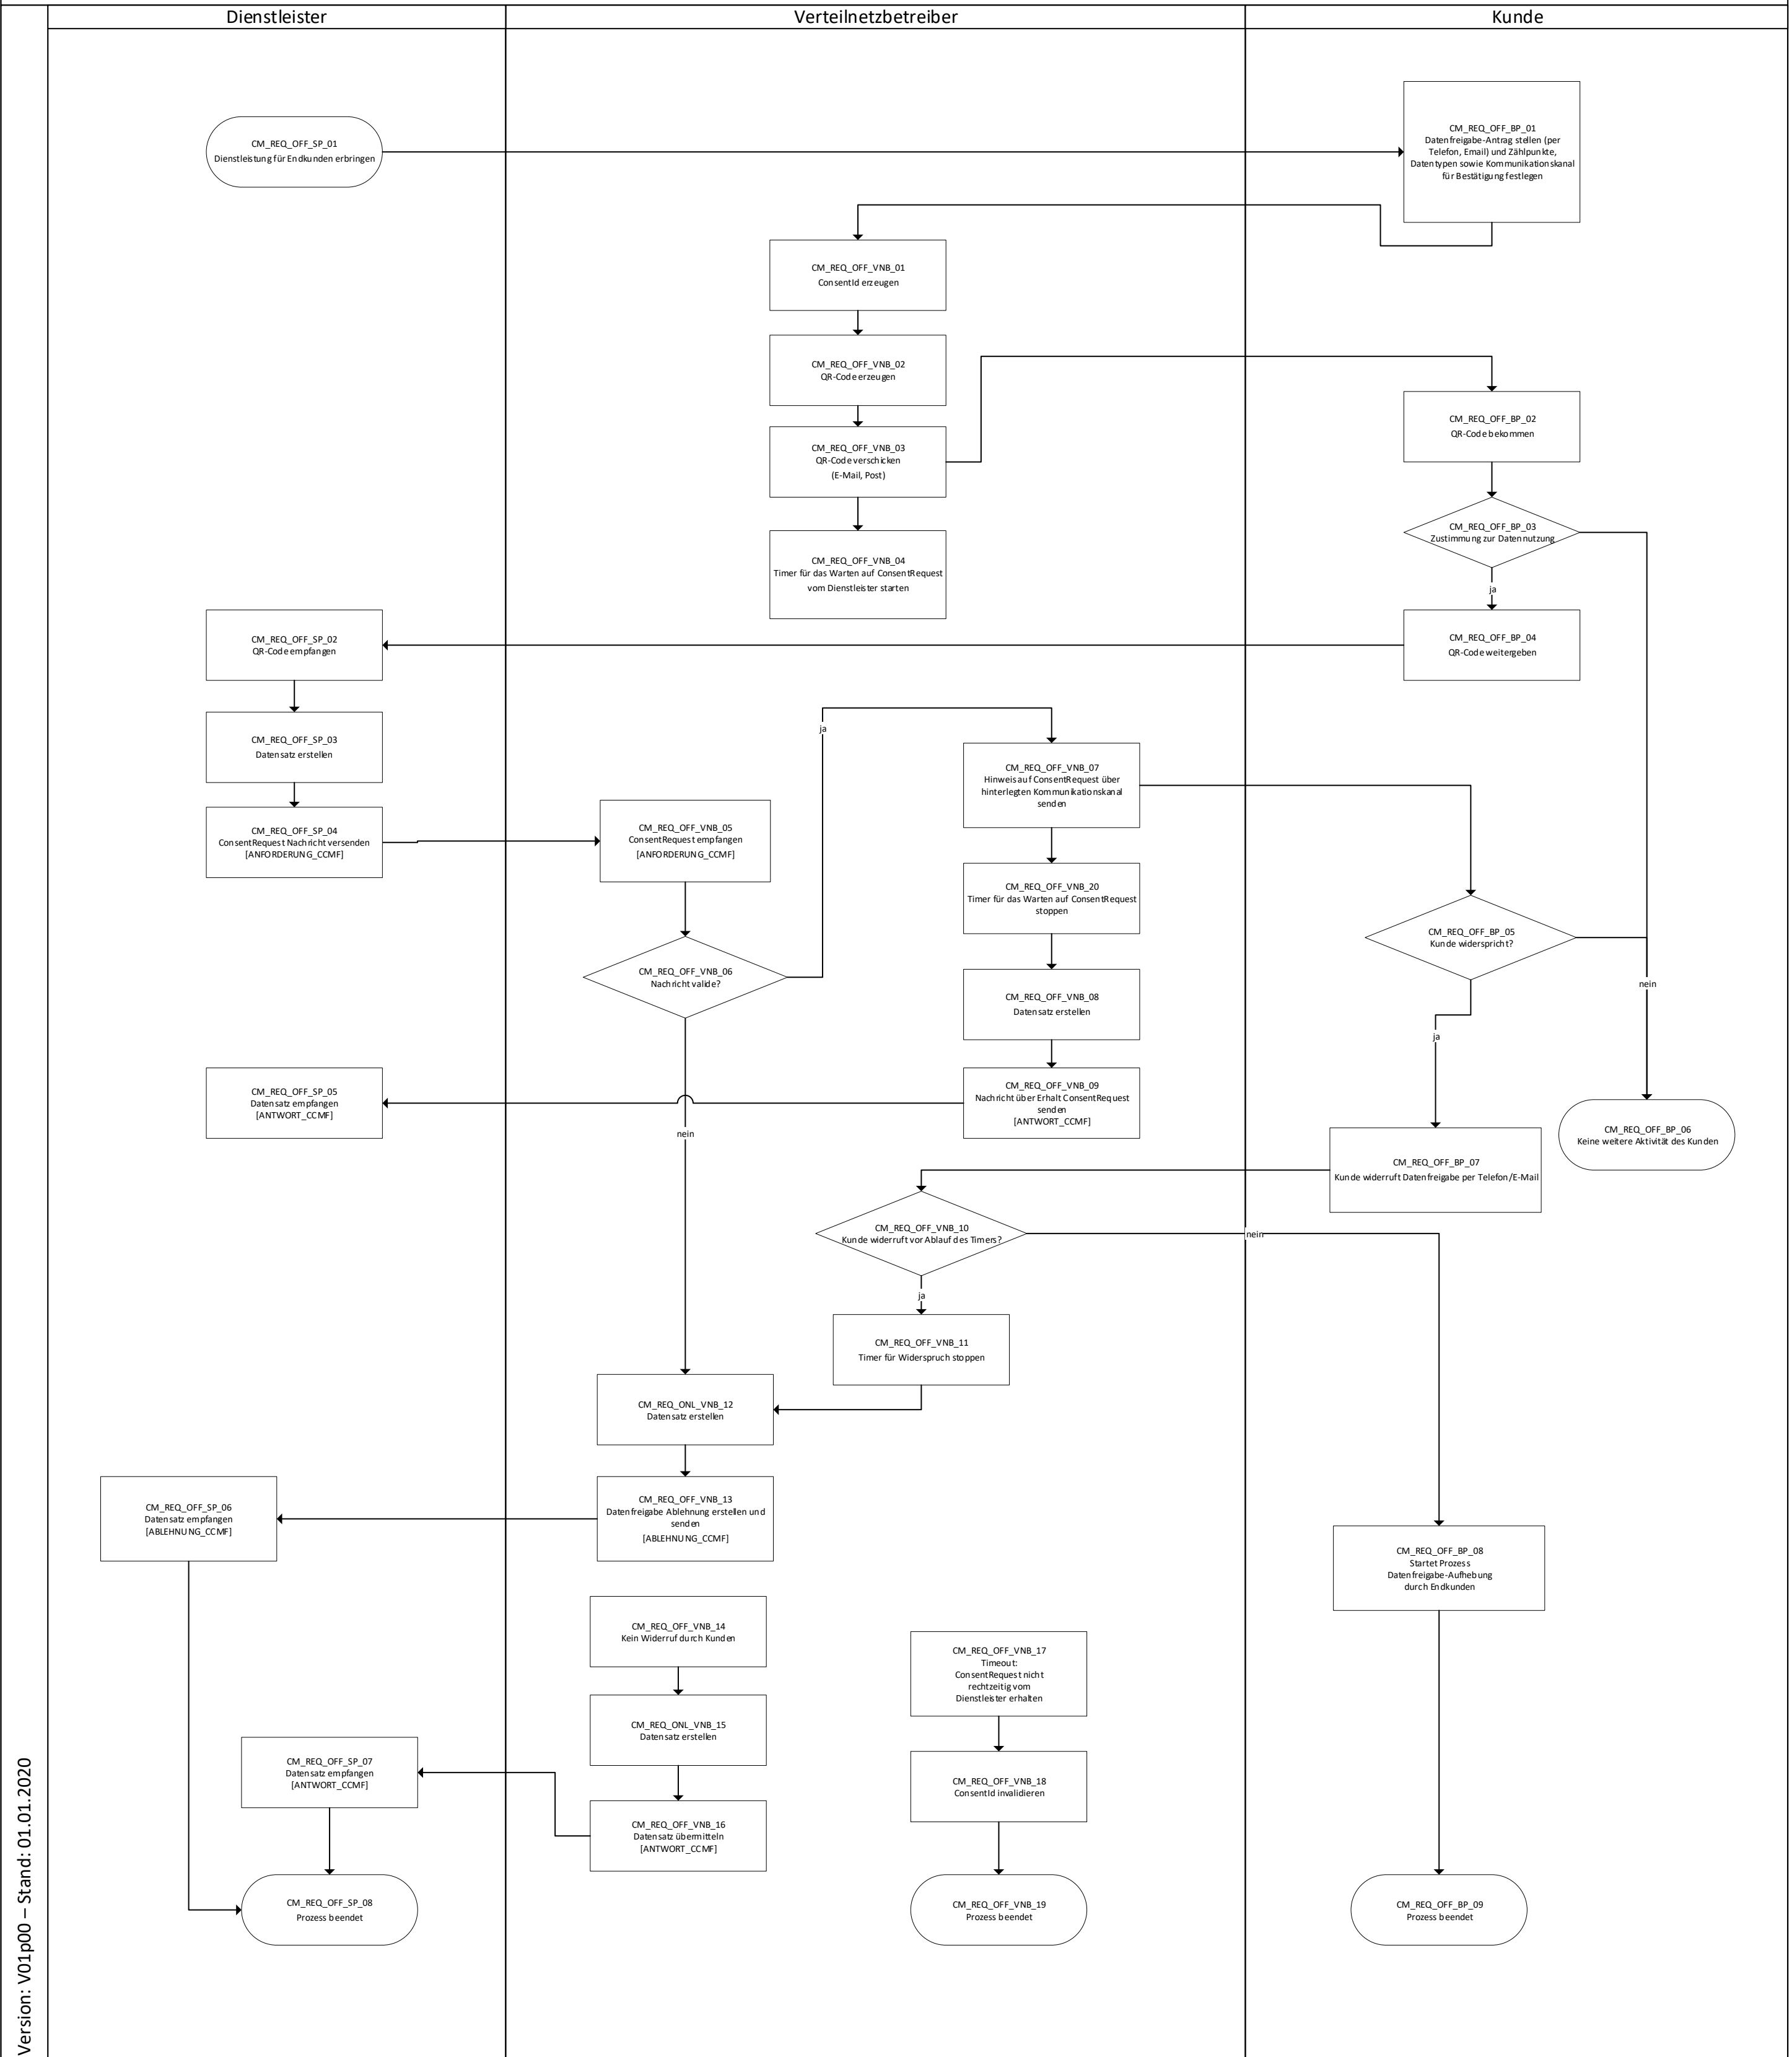 Dienstleister
Verteilnetzbetreiber
Kunde
CM_REQ_OFF_SP_01
Dienstleistung für Endkunden erbringen
CM_REQ_OFF_BP_01
Datenfreigabe-Antrag stellen (per
Telefon, Email) und Zählpunkte,
Datentypen sowie Kommunikationskanal
für Bestätigung festlegen
CM_REQ_OFF_VNB_01
ConsentId erzeugen
CM_REQ_OFF_VNB_02
QR-Code erzeugen
CM_REQ_OFF_VNB_03
QR-Code verschicken
(E-Mail, Post)
CM_REQ_OFF_BP_02
QR-Code bekommen
CM_REQ_OFF_BP_03
Zustimmung zur Datennutzung
ja
CM_REQ_OFF_VNB_04
Timer für das Warten auf ConsentRequest
vom Dienstleister starten
CM_REQ_OFF_BP_04
QR-Code weitergeben
CM_REQ_OFF_SP_02
QR-Code empfangen
CM_REQ_OFF_SP_03
Datensatz erstellen
CM_REQ_OFF_SP_04
ConsentRequest Nachricht versenden
[ANFORDERUNG_CCMF]
CM_REQ_OFF_VNB_05
ConsentRequest empfangen
[ANFORDERUNG_CCMF]
CM_REQ_OFF_VNB_06
Nachricht valide?
ja
CM_REQ_OFF_VNB_07
Hinweis auf ConsentRequest über
hinterlegten Kommunikationskanal
senden
CM_REQ_OFF_VNB_20
Timer für das Warten auf ConsentRequest
stoppen
CM_REQ_OFF_BP_05
Kunde widerspricht?
nein
ja
CM_REQ_OFF_VNB_08
Datensatz erstellen
CM_REQ_OFF_VNB_09
Nachricht über Erhalt ConsentRequest
senden
[ANTWORT_CCMF]
CM_REQ_OFF_SP_05
Datensatz empfangen
[ANTWORT_CCMF]
nein
CM_REQ_OFF_BP_06
Keine weitere Aktivität des Kunden
CM_REQ_OFF_BP_07
Kunde widerruft Datenfreigabe per Telefon/E-Mail
CM_REQ_OFF_VNB_10
Kunde widerruft vor Ablauf des Timers?
nein
ja
CM_REQ_OFF_VNB_11
Timer für Widerspruch stoppen
CM_REQ_ONL_VNB_12
Datensatz erstellen
CM_REQ_OFF_VNB_13
Datenfreigabe Ablehnung erstellen und
senden
[ABLEHNUNG_CCMF]
CM_REQ_OFF_SP_06
Datensatz empfangen
[ABLEHNUNG_CCMF]
CM_REQ_OFF_BP_08
Startet Prozess
Datenfreigabe-Aufhebung
durch Endkunden
CM_REQ_OFF_VNB_14
Kein Widerruf durch Kunden
CM_REQ_OFF_VNB_17
Timeout:
ConsentRequest nicht
rechtzeitig vom
Dienstleister erhalten
CM_REQ_ONL_VNB_15
Datensatz erstellen
CM_REQ_OFF_SP_07
Datensatz empfangen
[ANTWORT_CCMF]
CM_REQ_OFF_VNB_18
ConsentId invalidieren
CM_REQ_OFF_VNB_16
Datensatz übermitteln
[ANTWORT_CCMF]
CM_REQ_OFF_SP_08
Prozess beendet
CM_REQ_OFF_VNB_19
Prozess beendet
CM_REQ_OFF_BP_09
Prozess beendet
Version: V01p00 – Stand: 01.01.2020